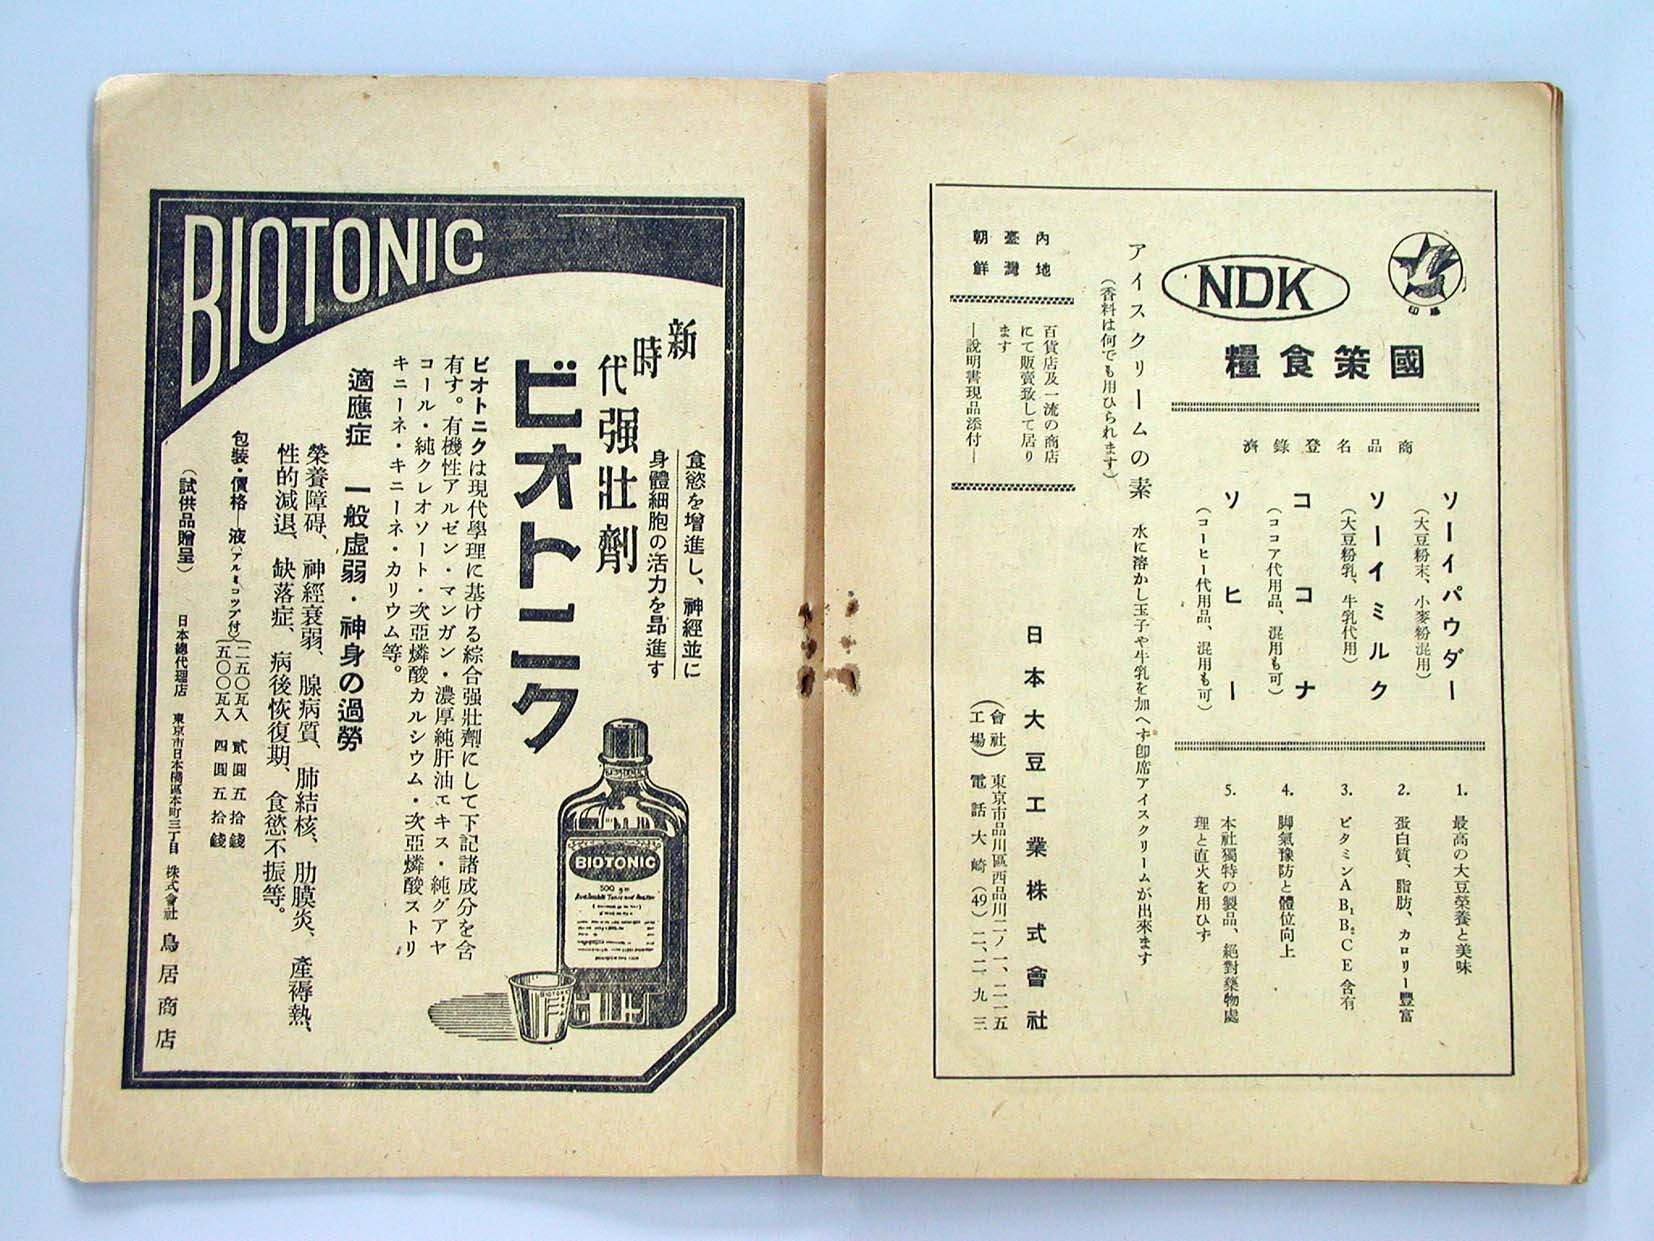 鳩印
NDK
國策食糧
商品名登錄濟
ソーイパウダー
(大豆粉末、小麥粉混用)
ソーイミルク
(大豆粉乳、牛乳代用)
ココナ
(ココア代用品、混用も可)
ソヒー
(コーヒー代用品、混用も可)
1. 最高の大豆榮養と美味
2. 蛋白質、脂肪、カロリー豐富
3. ビタミンAB₁B₂CE含有
4. 脚氣豫防と體位向上
5. 本社獨特の製品、絕對藥物處
理と直火を用ひず
アイスクリームの素 水に溶かし玉子や牛乳を加へず卽席アイスクリームが出來ます
(香料は何でも用ひられます)
內地
臺灣
朝鮮
百貨店及一流の商店
にて販賣致して居り
ます
―說明書現品添付―
日本大豆工業株式會社
(會社
工場)
東京市品川區西品川二ノ一、二一五
電話大崎(49)二、二九三
BIOTONIC
新時代强壯劑
食慾を增進し、神經並に
身體細胞の活力を昂進す
ビオトニク
ビオトニクは現代學理に基ける綜合强壯劑にして下記諸成分を含
有す。有機性アルゼン・マンガン・濃厚純肝油エキス・純グアヤ
コール・純クレオソート・次亞燐酸カルシウム・次亞燐酸ストリ
キニーネ・キニーネ・カリウム等。
適應症 一般虛弱・神身の過勞
榮養障碍、神經衰弱、腺病質、肺結核、肋膜炎、產褥熱、
性的減退、缺落症、病後恢復期、食慾不振等。
包裝・價格―液(アルミコップ付)
(二五〇瓦入 貳圓五拾錢
五〇〇瓦入 四圓五拾錢
(試供品贈呈)
日本總代理店 東京市日本橋區本町三丁目 株式會社 鳥居商店
BIOTONIC
500 gm